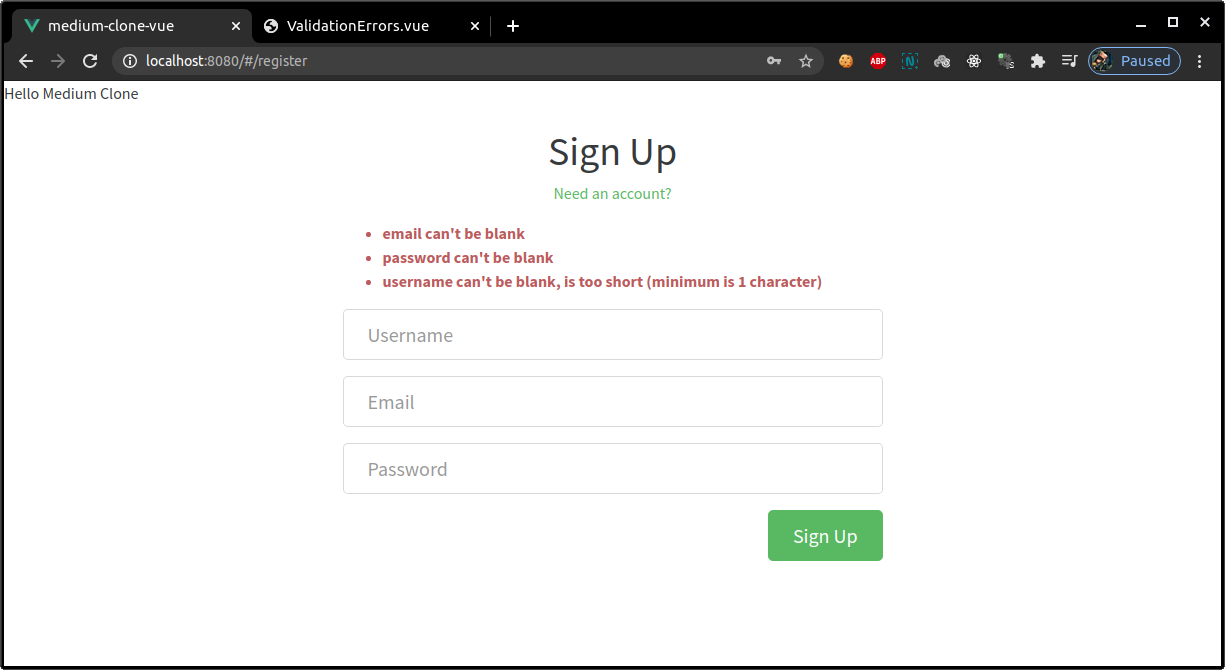 medium-clone-vue
ValidationErrors.vue
localhost:8080/#/register
ABP
N
Paused
Hello Medium Clone
Sign Up
Need an account?
email can't be blank
password can't be blank
username can't be blank, is too short (minimum is 1 character)
Username
Email
Password
Sign Up